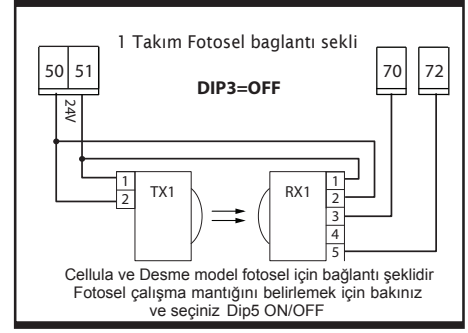 1 Takım Fotosel baglantı sekli
50 51
70 72
DIP3=OFF
24V
1
2
TX1
RX1
1
2
3
4
5
Cellula ve Desme model fotosel için bağlantı şeklidir
Fotosel çalışma mantığını belirlemek için bakınız
ve seçiniz Dip5 ON/OFF